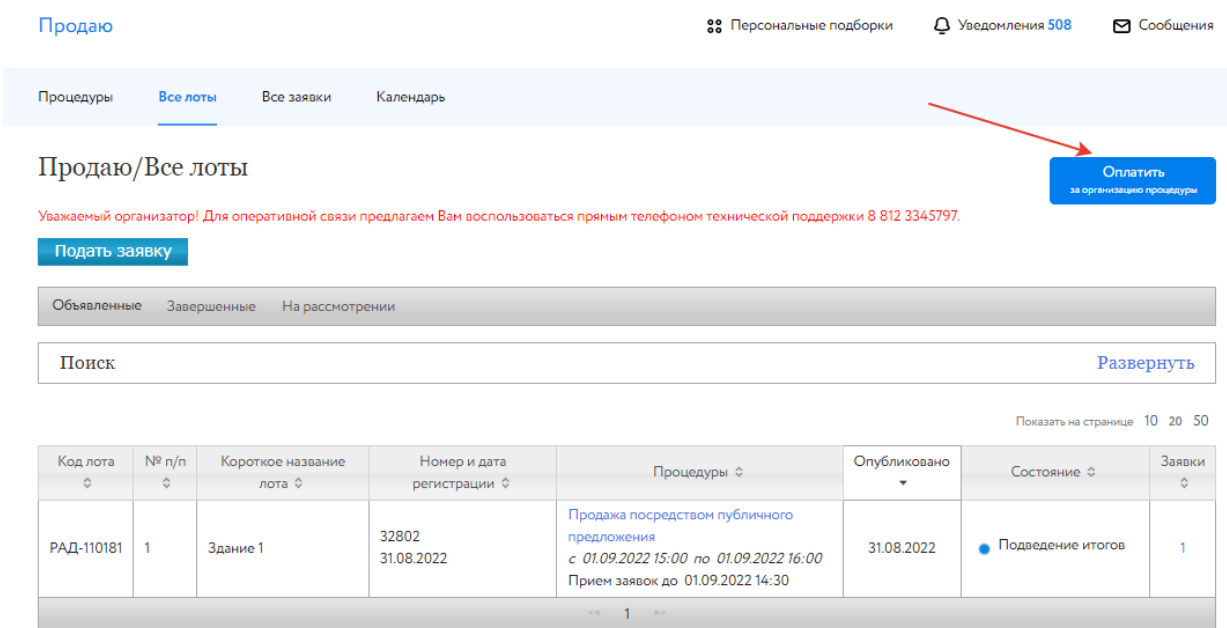 Продаю
Персональные подборки
Уведомления 508
Сообщения
Процедуры
Все лоты
Все заявки
Календарь
Продаю/Все лоты
Оплатить
за организацию процедуры
Уважаемый организатор! Для оперативной связи предлагаем Вам воспользоваться прямым телефоном технической поддержки 8 812 3345797.
Подать заявку
Объявленные
Завершенные
На рассмотрении
Поиск
Развернуть
Показать на странице 10 20 50
Код лота
№ п/п
Короткое название
лота
Номер и дата
регистрации
Процедуры
Опубликовано
Состояние
Заявки
РАД-110181
1
Здание 1
32802
31.08.2022
Продажа посредством публичного
предложения
с 01.09.2022 15:00 по 01.09.2022 16:00
Прием заявок до 01.09.2022 14:30
31.08.2022
Подведение итогов
1
1